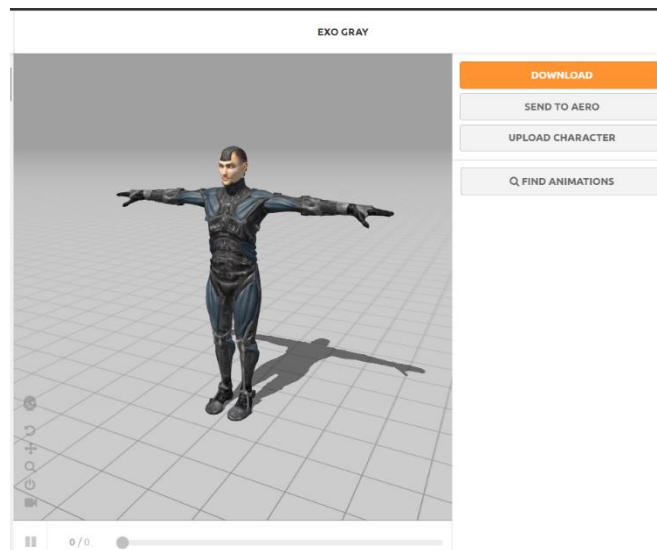 EXO GRAY
DOWNLOAD
SEND TO AERO
UPLOAD CHARACTER
FIND ANIMATIONS
0 / 0